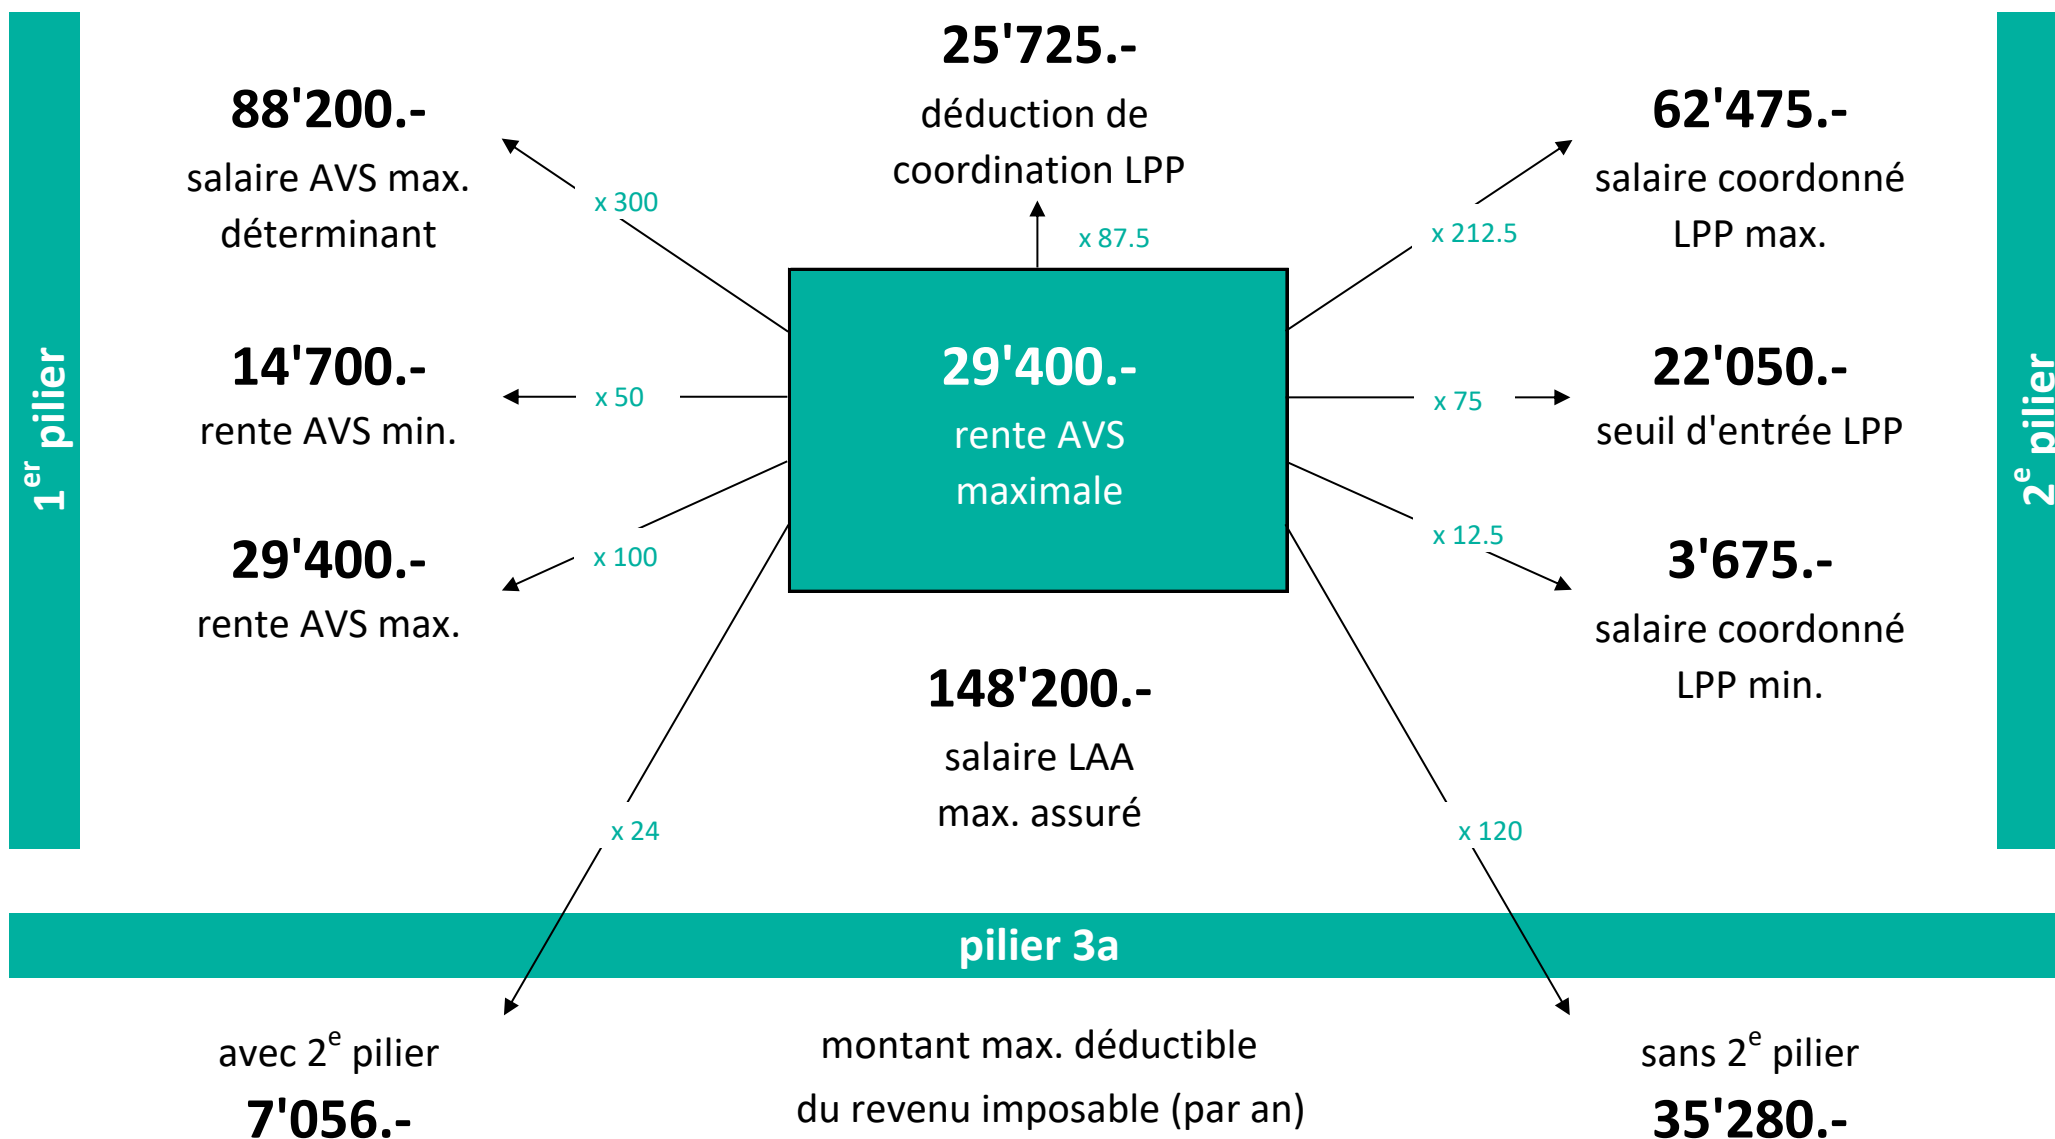 1er pilier
88'200.-
salaire AVS max.
déterminant
14'700.-
rente AVS min.
29'400.-
rente AVS max.
x 300
x 50
x 100
x 24
25'725.-
déduction de
coordination LPP
x 87.5
29'400.-
rente AVS
maximale
148'200.-
salaire LAA
max. assuré
x 212.5
x 75
x 12.5
x 120
62'475.-
salaire coordonné
LPP max.
22'050.-
seuil d'entrée LPP
3'675.-
salaire coordonné
LPP min.
2e pilier
pilier 3a
avec 2e pilier
7'056.-
montant max. déductible
du revenu imposable (par an)
sans 2e pilier
35'280.-